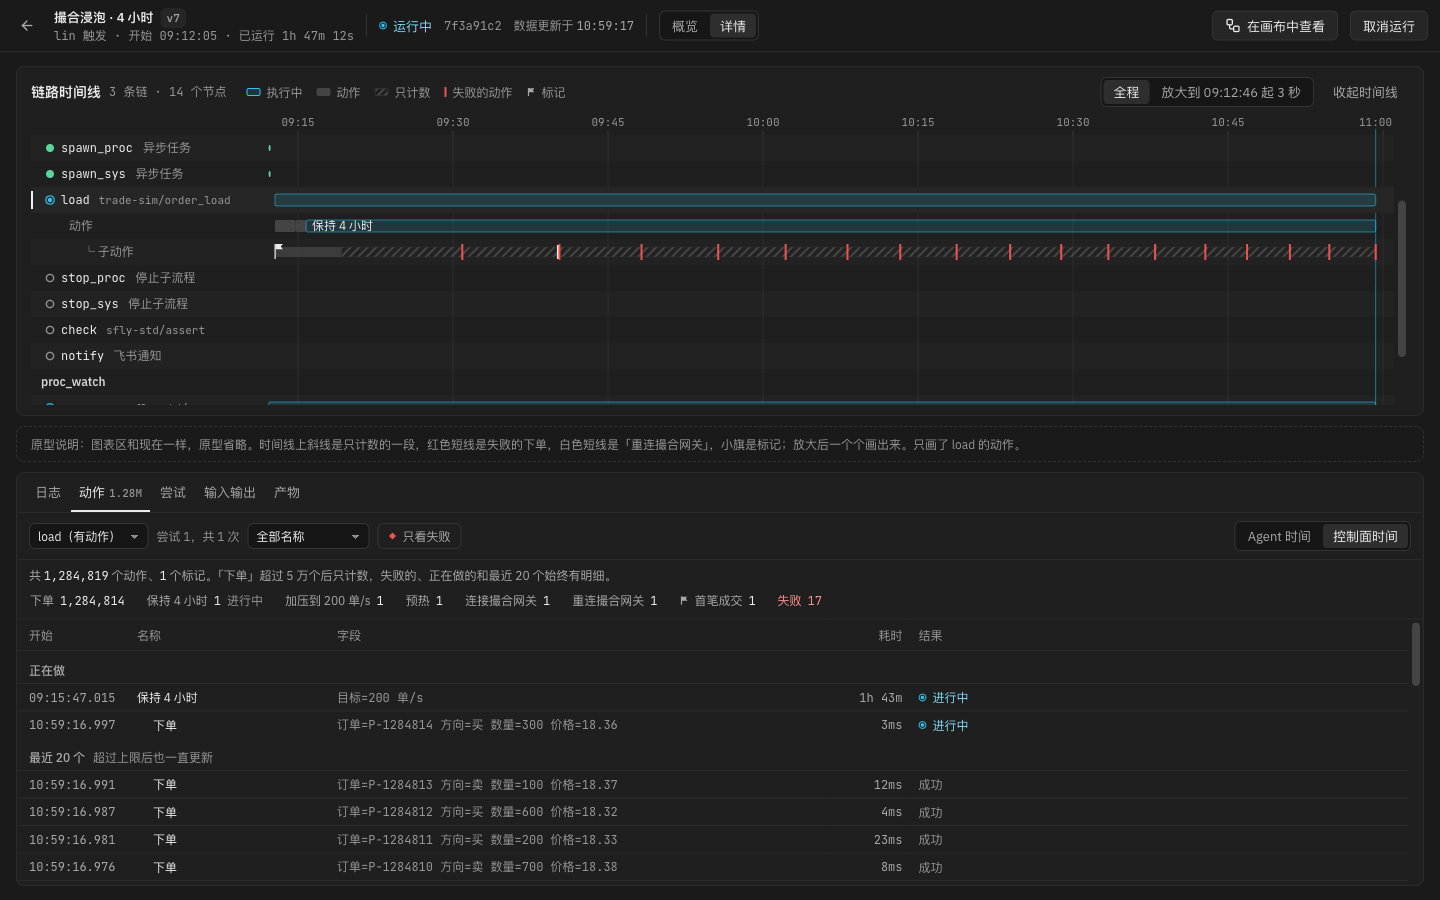 撮合浸泡 · 4 小时 v7
lin 触发 · 开始 09:12:05 · 已运行 1h 47m 12s
运行中 7f3a91c2 数据更新于 10:59:17
概览 详情
在画布中查看 取消运行
链路时间线 3 条链 · 14 个节点 执行中 动作 只计数 失败的动作 标记
全程 放大到 09:12:46 起 3 秒 收起时间线
09:15 09:30 09:45 10:00 10:15 10:30 10:45 11:00
spawn_proc 异步任务
spawn_sys 异步任务
load trade-sim/order_load
动作 保持 4 小时
└ 子动作
stop_proc 停止子流程
stop_sys 停止子流程
check sfly-std/assert
notify 飞书通知
proc_watch
原型说明：图表区和现在一样，原型省略。时间线上斜线是只计数的一段，红色短线是失败的下单，白色短线是「重连撮合网关」，小旗是标记；放大后一个个画出来。只画了 load 的动作。
日志 动作 1.28M 尝试 输入输出 产物
load（有动作） 尝试 1，共 1 次 全部名称 只看失败
Agent 时间 控制面时间
共 1,284,819 个动作、1 个标记。「下单」超过 5 万个后只计数，失败的、正在做的和最近 20 个始终有明细。
下单 1,284,814 保持 4 小时 1 进行中 加压到 200 单/s 1 预热 1 连接撮合网关 1 重连撮合网关 1 首笔成交 1 失败 17
开始 名称 字段 耗时 结果
正在做
09:15:47.015 保持 4 小时 目标=200 单/s 1h 43m 进行中
10:59:16.997 下单 订单=P-1284814 方向=买 数量=300 价格=18.36 3ms 进行中
最近 20 个 超过上限后也一直更新
10:59:16.991 下单 订单=P-1284813 方向=卖 数量=100 价格=18.37 12ms 成功
10:59:16.987 下单 订单=P-1284812 方向=买 数量=600 价格=18.32 4ms 成功
10:59:16.981 下单 订单=P-1284811 方向=买 数量=200 价格=18.33 23ms 成功
10:59:16.976 下单 订单=P-1284810 方向=卖 数量=700 价格=18.38 8ms 成功